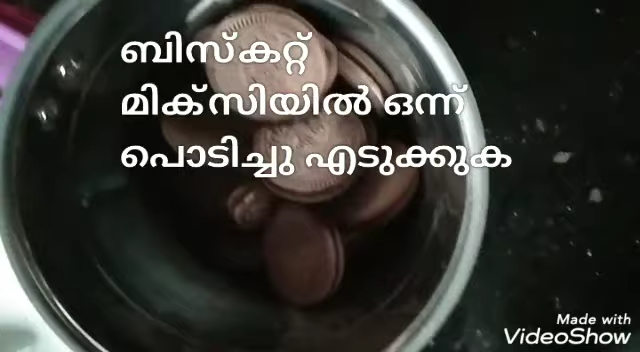 ബിസ്കറ്റ്
മിക്സിയിൽ ഒന്ന്
പൊടിച്ചു എടുക്കുക
Made with
VideoShow